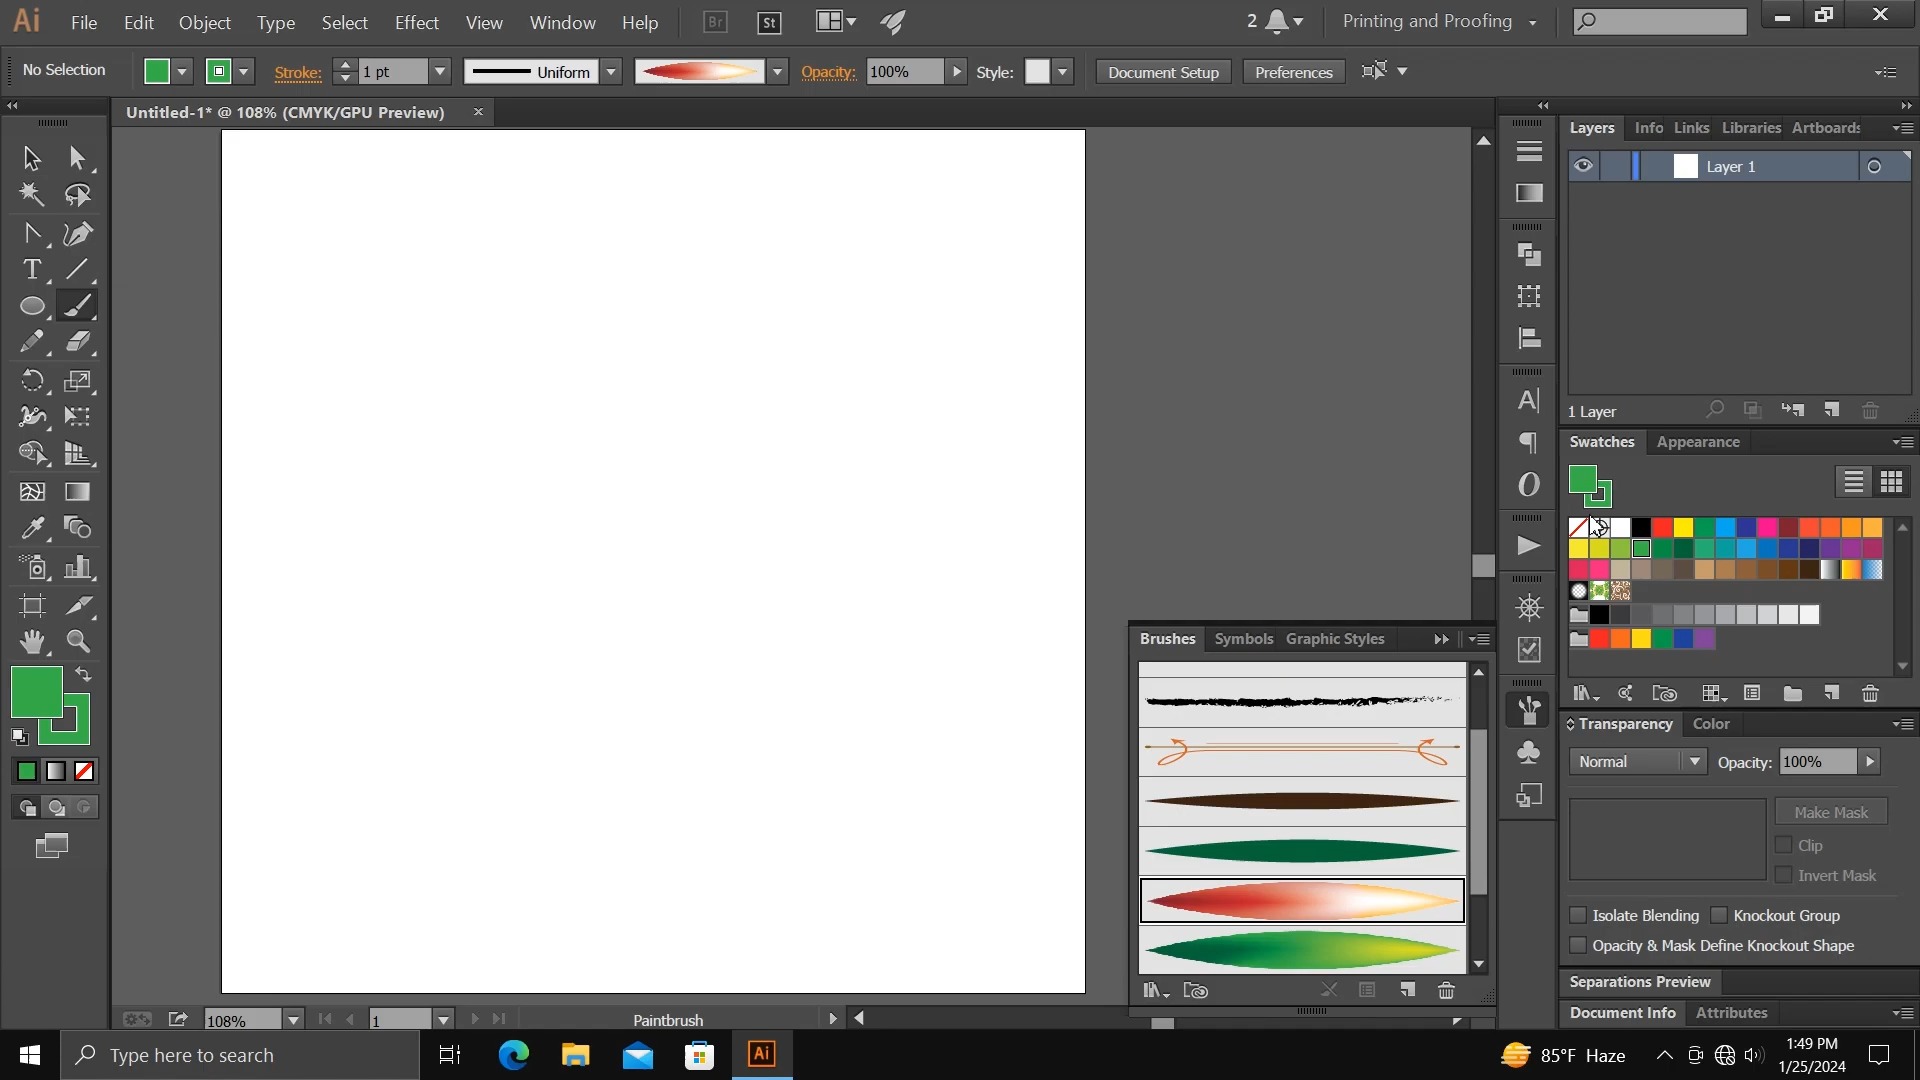 Ai File Edit Object Type Select Effect View Window Help Br St 2 Printing and Proofing
No Selection Stroke: 1 pt Uniform Opacity: 100% Style: Document Setup Preferences
Untitled-1* @ 108% (CMYK/GPU Preview)
Layers Info Links Libraries Artboards
Layer 1
1 Layer
Swatches Appearance
Brushes Symbols Graphic Styles
Transparency Color
Normal Opacity: 100%
Make Mask
Clip
Invert Mask
Isolate Blending Knockout Group
Opacity & Mask Define Knockout Shape
Separations Preview
Document Info Attributes
108% 1 Paintbrush
Type here to search Ai 85°F Haze 1:49 PM
1/25/2024